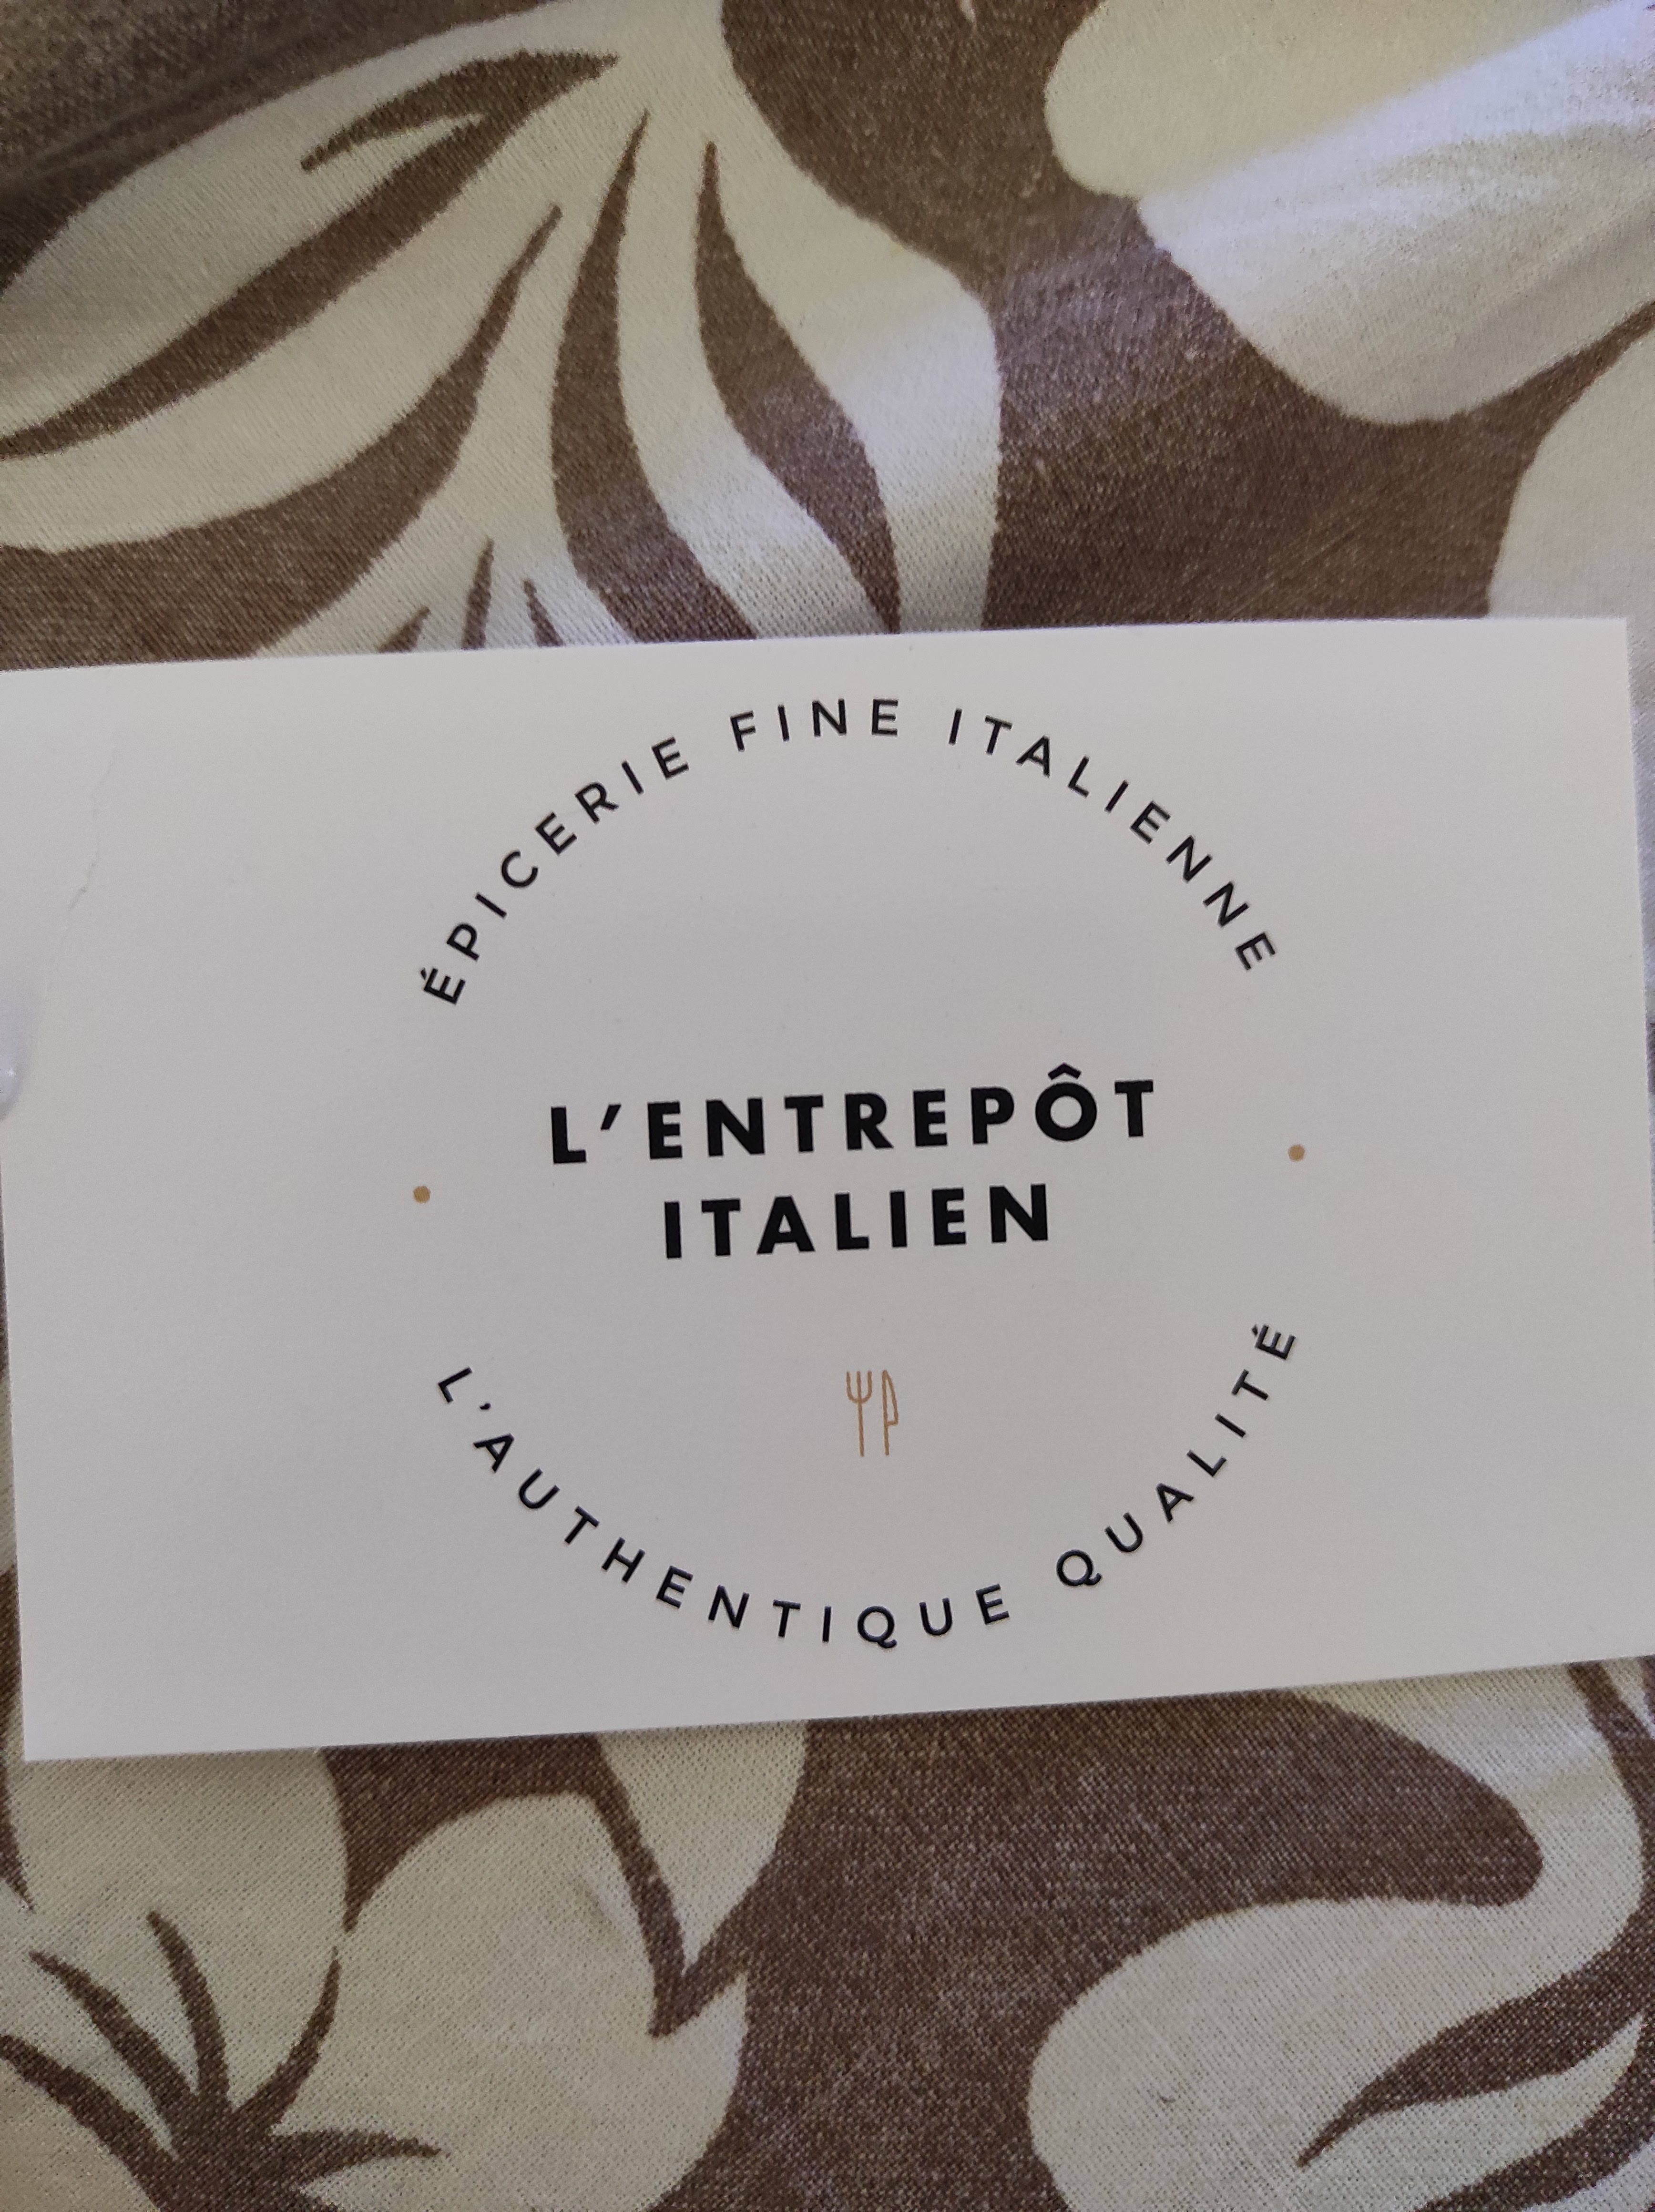 ÉPICERIE FINE ITALIENNE
L'ENTREPÔT
ITALIEN
L'AUTHENTIQUE QUALITÉ